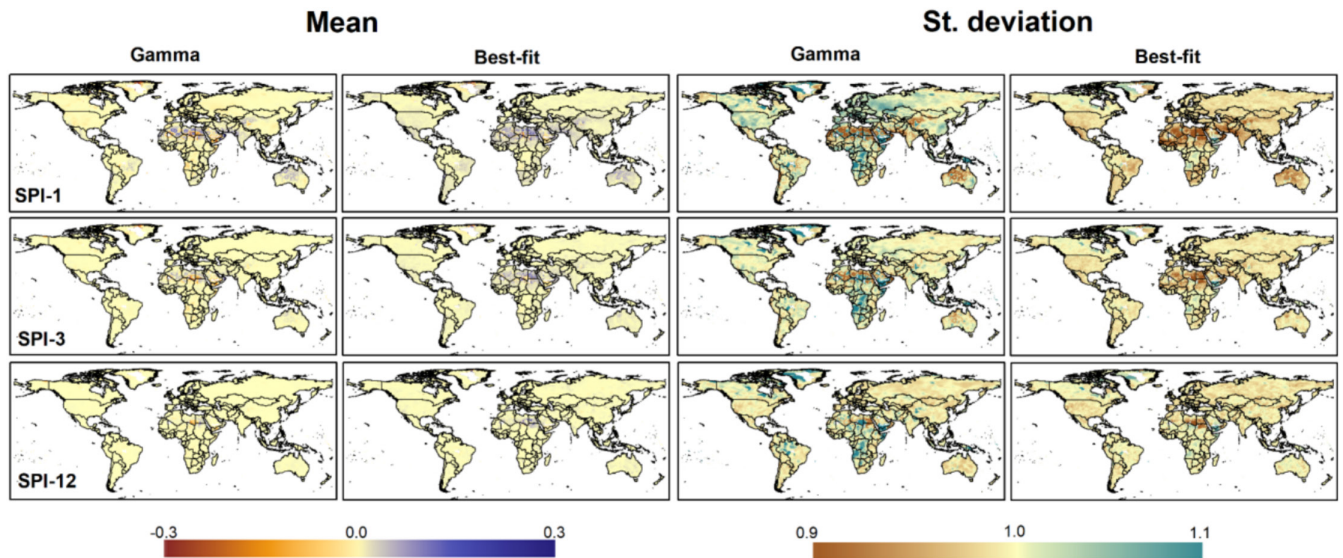 Mean
St. deviation
Gamma
Best-fit
Gamma
Best-fit
SPI-1
SPI-3
SPI-12
-0.3
0.0
0.3
0.9
1.0
1.1